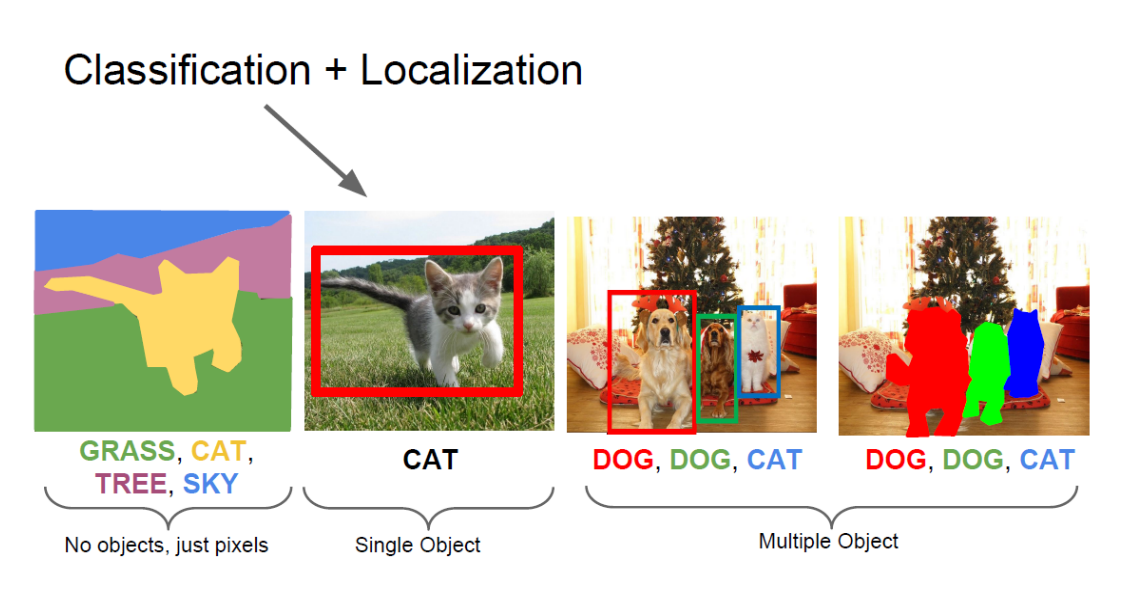 Classification + Localization
GRASS, CAT,
TREE, SKY
CAT
DOG, DOG, CAT
DOG, DOG, CAT
No objects, just pixels
Single Object
Multiple Object